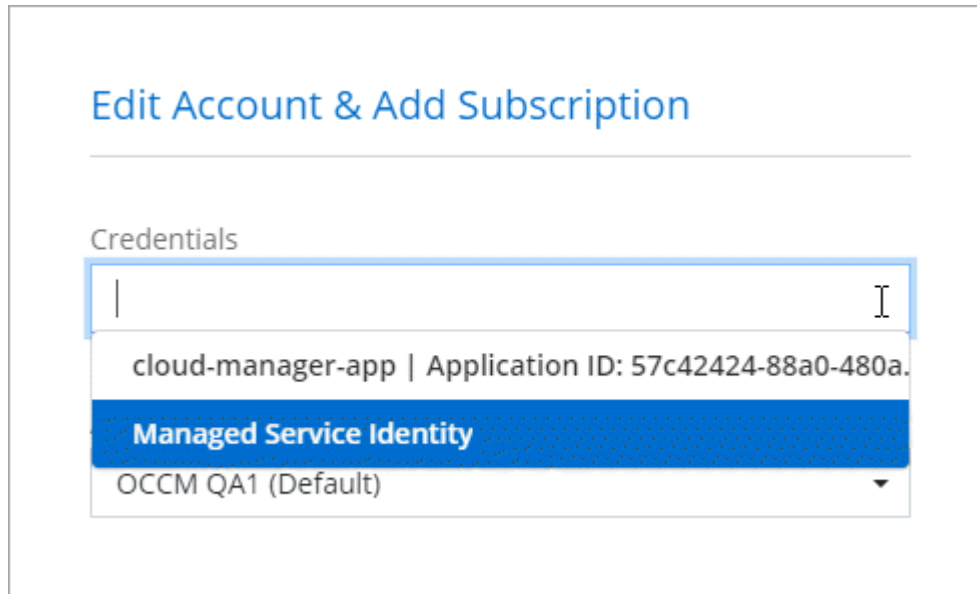 Edit Account & Add Subscription
Credentials
cloud-manager-app | Application ID: 57c42424-88a0-480a.
Managed Service Identity
OCCM QA1 (Default)